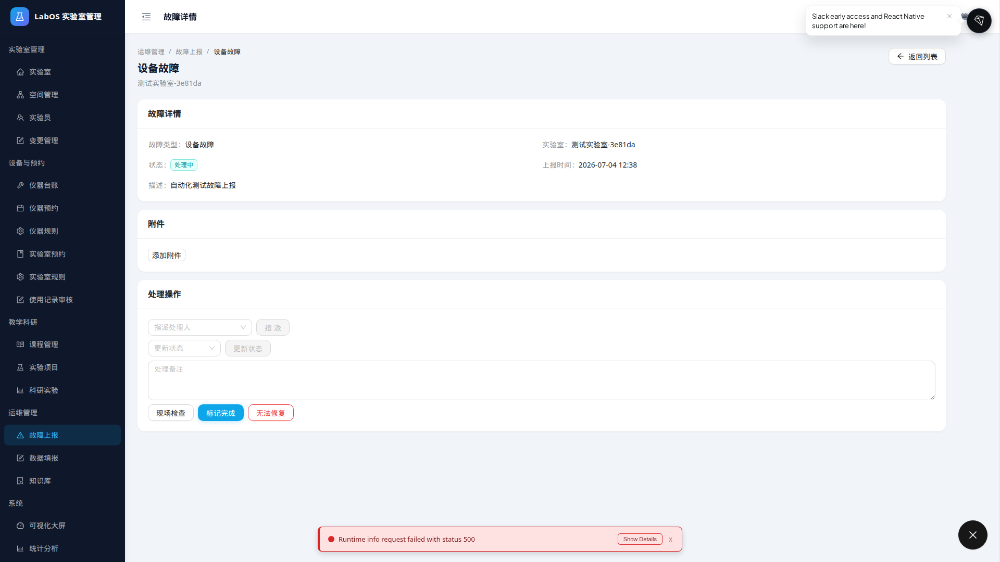 LabOS 实验室管理
实验室管理
实验室
空间管理
实验员
变更管理
设备与预约
仪器台账
仪器预约
仪器规则
实验室预约
实验室规则
使用记录审核
教学科研
课程管理
实验项目
科研实验
运维管理
故障上报
数据填报
知识库
系统
可视化大屏
统计分析
故障详情
Slack early access and React Native
support are here!
运维管理 / 故障上报 / 设备故障
返回列表
设备故障
测试实验室-3e81da
故障详情
故障类型: 设备故障
实验室: 测试实验室-3e81da
状态: 处理中
上报时间: 2026-07-04 12:38
描述: 自动化测试故障上报
附件
添加附件
处理操作
指派处理人
指 派
更新状态
更新状态
处理备注
现场检查
标记完成
无法修复
Runtime info request failed with status 500
Show Details
x